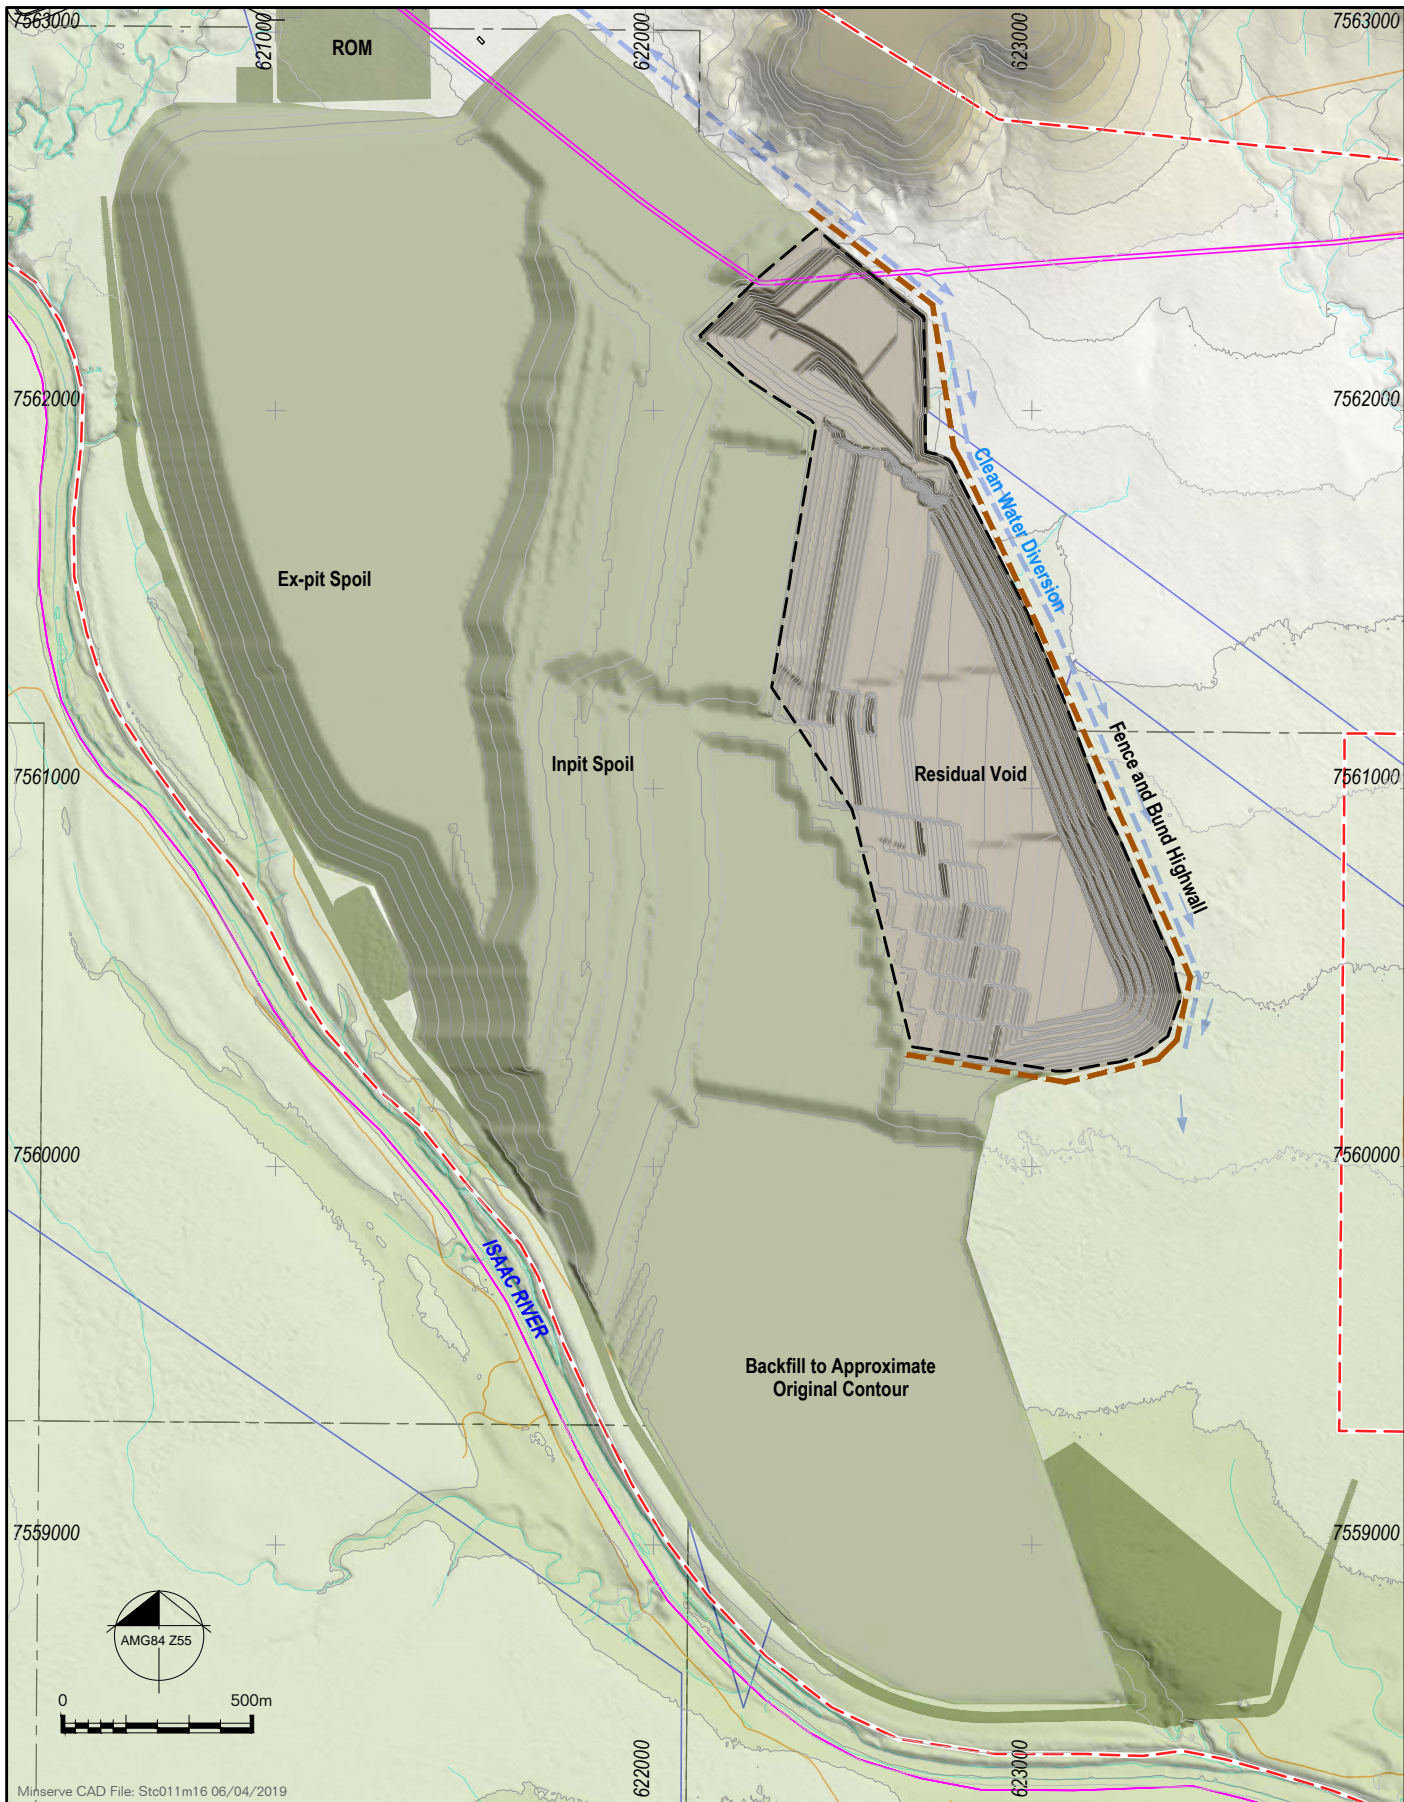 7563000
621000
ROM
622000
623000
7563000
7562000
7562000
Clean Water Diversion
Ex-pit Spoil
Inpit Spoil
Residual Void
Fence and Bund Highwall
7561000
7561000
7560000
7560000
ISAAC RIVER
Backfill to Approximate
Original Contour
7559000
7559000
AMG84 Z55
0 500m
622000
623000
Minserve CAD File: Stc011m16 06/04/2019